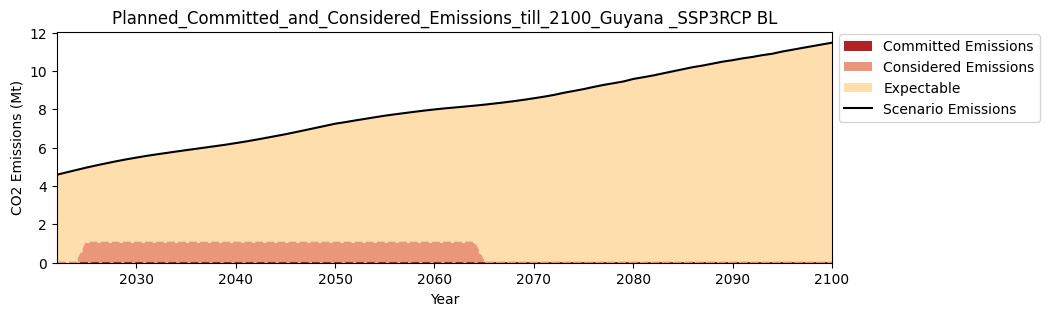 Planned_Committed_and_Considered_Emissions_till_2100_Guyana _SSP3RCP BL
12
10
8
6
4
2
0
CO2 Emissions (Mt)
2030
2040
2050
2060
2070
2080
2090
2100
Year
Committed Emissions
Considered Emissions
Expectable
Scenario Emissions